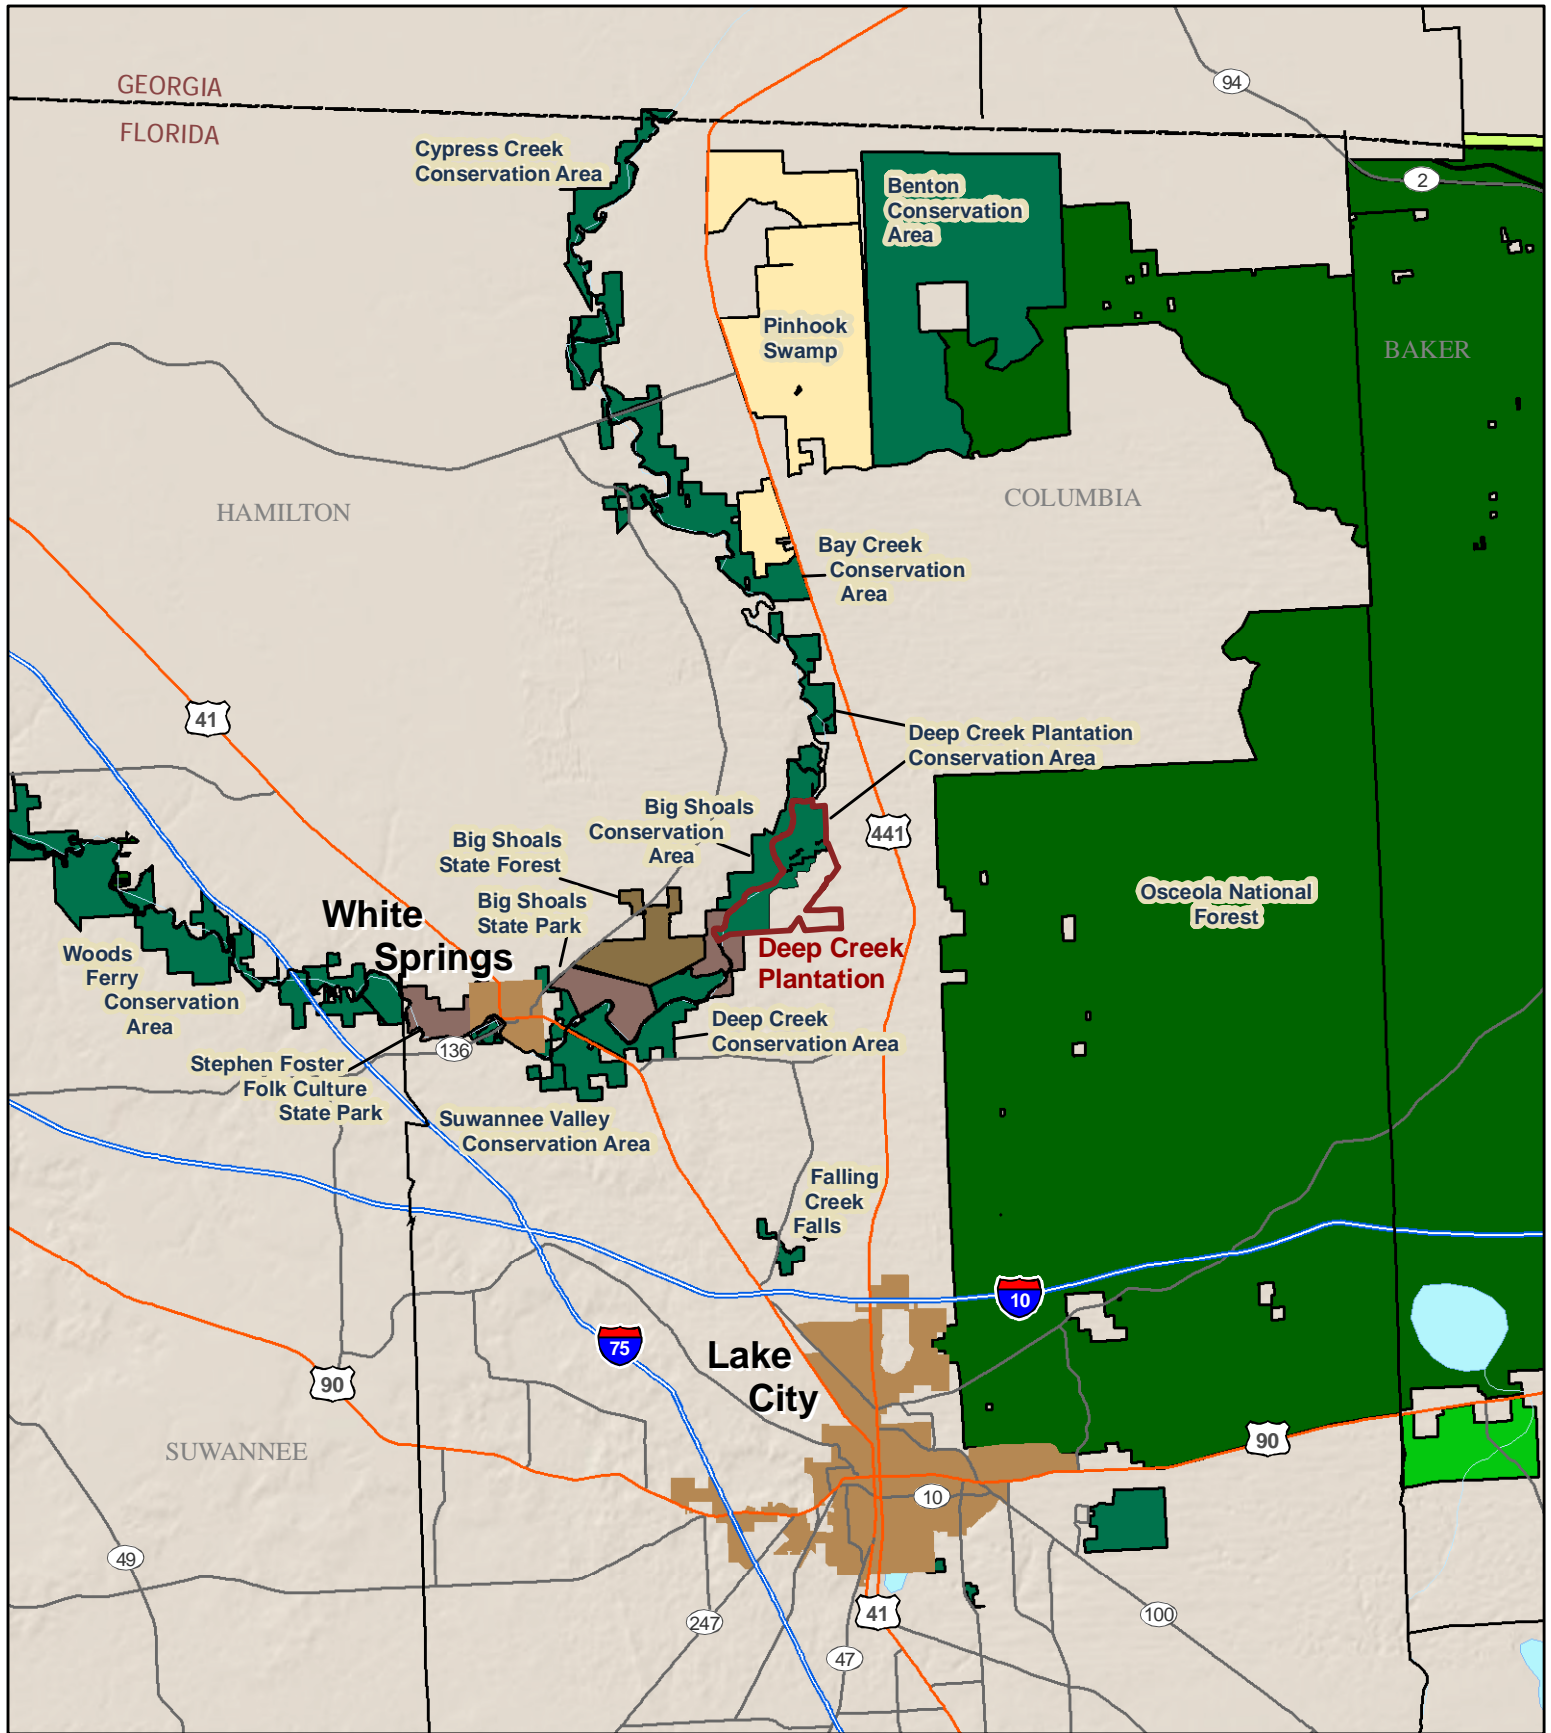 GEORGIA
FLORIDA
94
2
Cypress Creek
Conservation Area
Benton
Conservation
Area
Pinhook
Swamp
BAKER
HAMILTON
COLUMBIA
Bay Creek
Conservation
Area
41
Deep Creek Plantation
Conservation Area
441
Big Shoals
Conservation
Area
Big Shoals
State Forest
Big Shoals
State Park
Osceola National
Forest
White
Springs
Deep Creek
Plantation
Woods
Ferry
Conservation
Area
Deep Creek
Conservation Area
136
Stephen Foster
Folk Culture
State Park
Suwannee Valley
Conservation Area
Falling
Creek
Falls
10
75
Lake
City
90
90
SUWANNEE
10
49
247
41
100
47